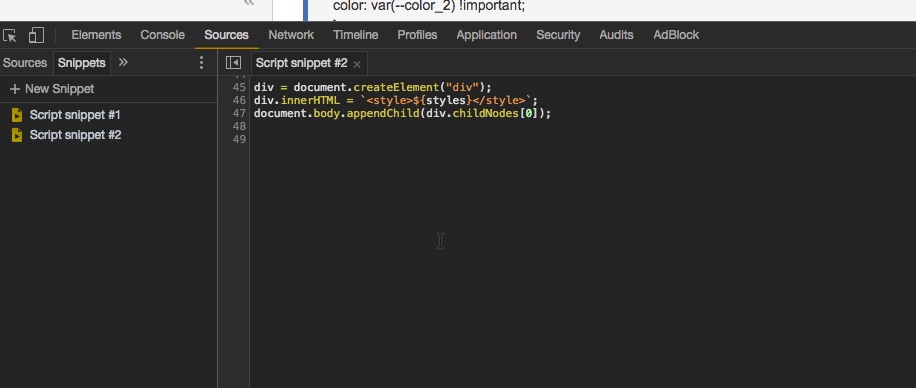 color: var(--color_2) !important;
Elements Console Sources Network Timeline Profiles Application Security Audits AdBlock
Sources Snippets »
Script snippet #2 ×
+ New Snippet
Script snippet #1
Script snippet #2
45 div = document.createElement("div");
46 div.innerHTML = `<style>${styles}</style>`;
47 document.body.appendChild(div.childNodes[0]);
48
49